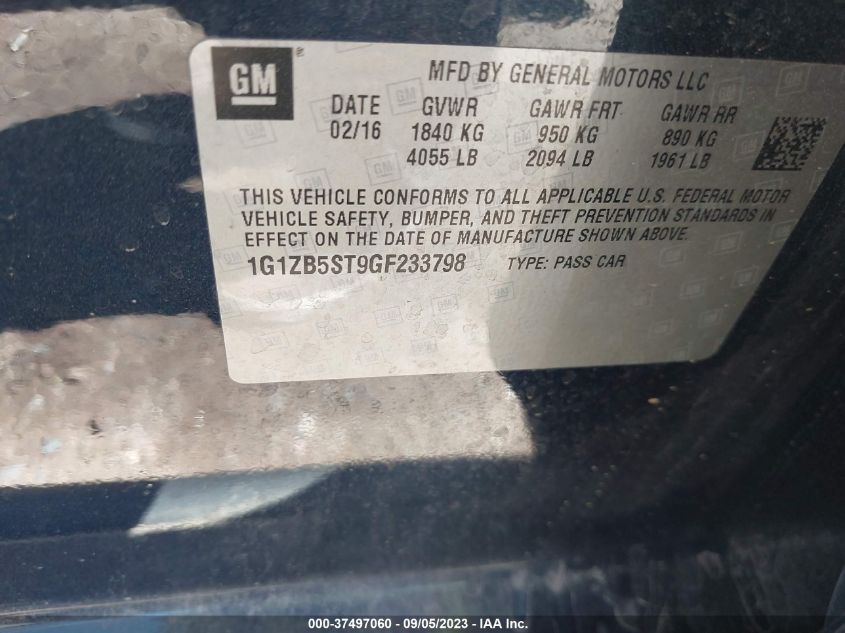 GM
MFD BY GENERAL MOTORS LLC
DATE GVWR GAWR FRT GAWR RR
02/16 1840 KG 950 KG 890 KG
4055 LB 2094 LB 1961 LB
THIS VEHICLE CONFORMS TO ALL APPLICABLE U.S. FEDERAL MOTOR
VEHICLE SAFETY, BUMPER, AND THEFT PREVENTION STANDARDS IN
EFFECT ON THE DATE OF MANUFACTURE SHOWN ABOVE.
1G1ZB5ST9GF233798 TYPE: PASS CAR
000-37497060 - 09/05/2023 - IAA Inc.